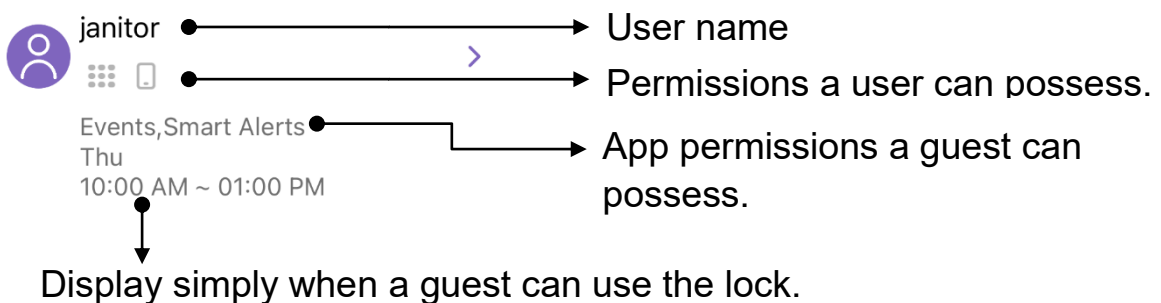 janitor
User name
Permissions a user can possess.
Events,Smart Alerts
App permissions a guest can
possess.
Thu
10:00 AM ~ 01:00 PM
Display simply when a guest can use the lock.